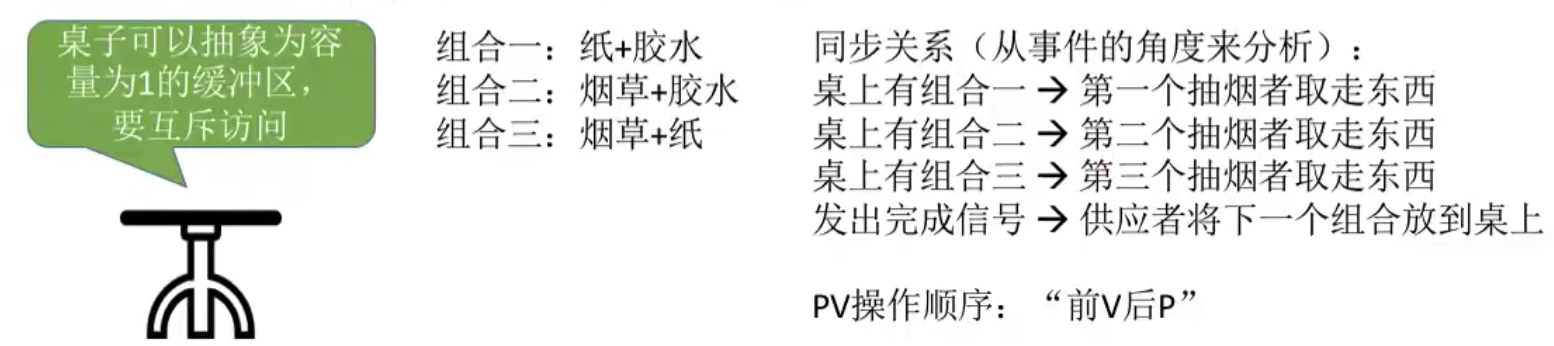 桌子可以抽象为容
量为1的缓冲区，
要互斥访问
组合一：纸+胶水
组合二：烟草+胶水
组合三：烟草+纸
同步关系（从事件的角度来分析）：
桌上有组合一 → 第一个抽烟者取走东西
桌上有组合二 → 第二个抽烟者取走东西
桌上有组合三 → 第三个抽烟者取走东西
发出完成信号 → 供应者将下一个组合放到桌上
PV操作顺序：“前V后P”